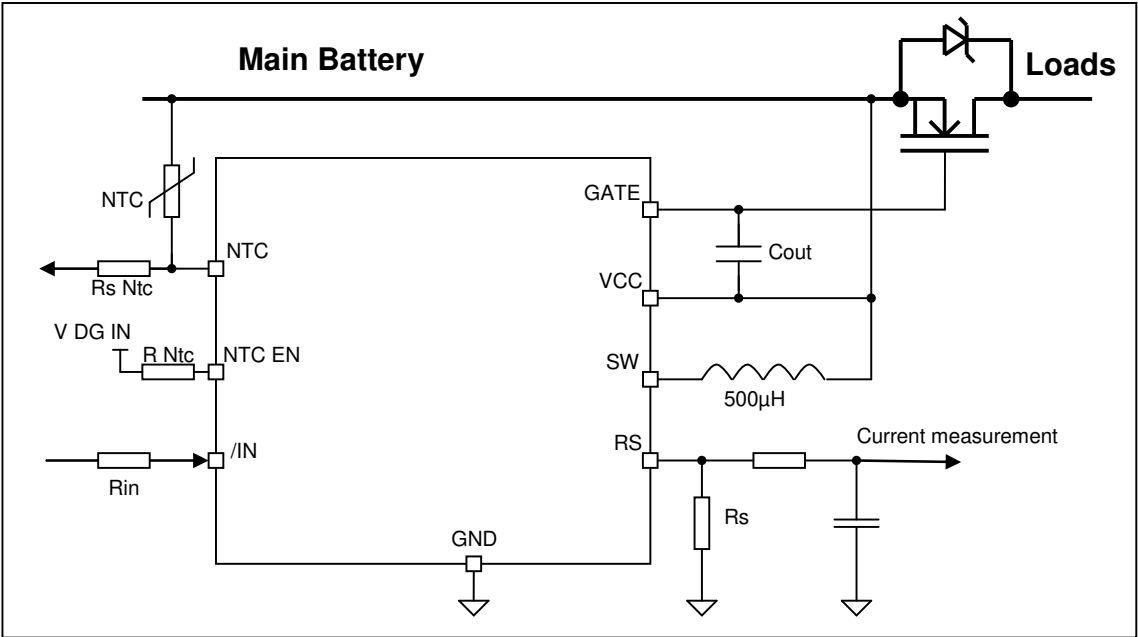 Main Battery
Loads
NTC
GATE
NTC
Cout
Rs Ntc
VCC
V DG IN
R Ntc
NTC EN
SW
500µH
RS
Current measurement
/IN
Rin
Rs
GND